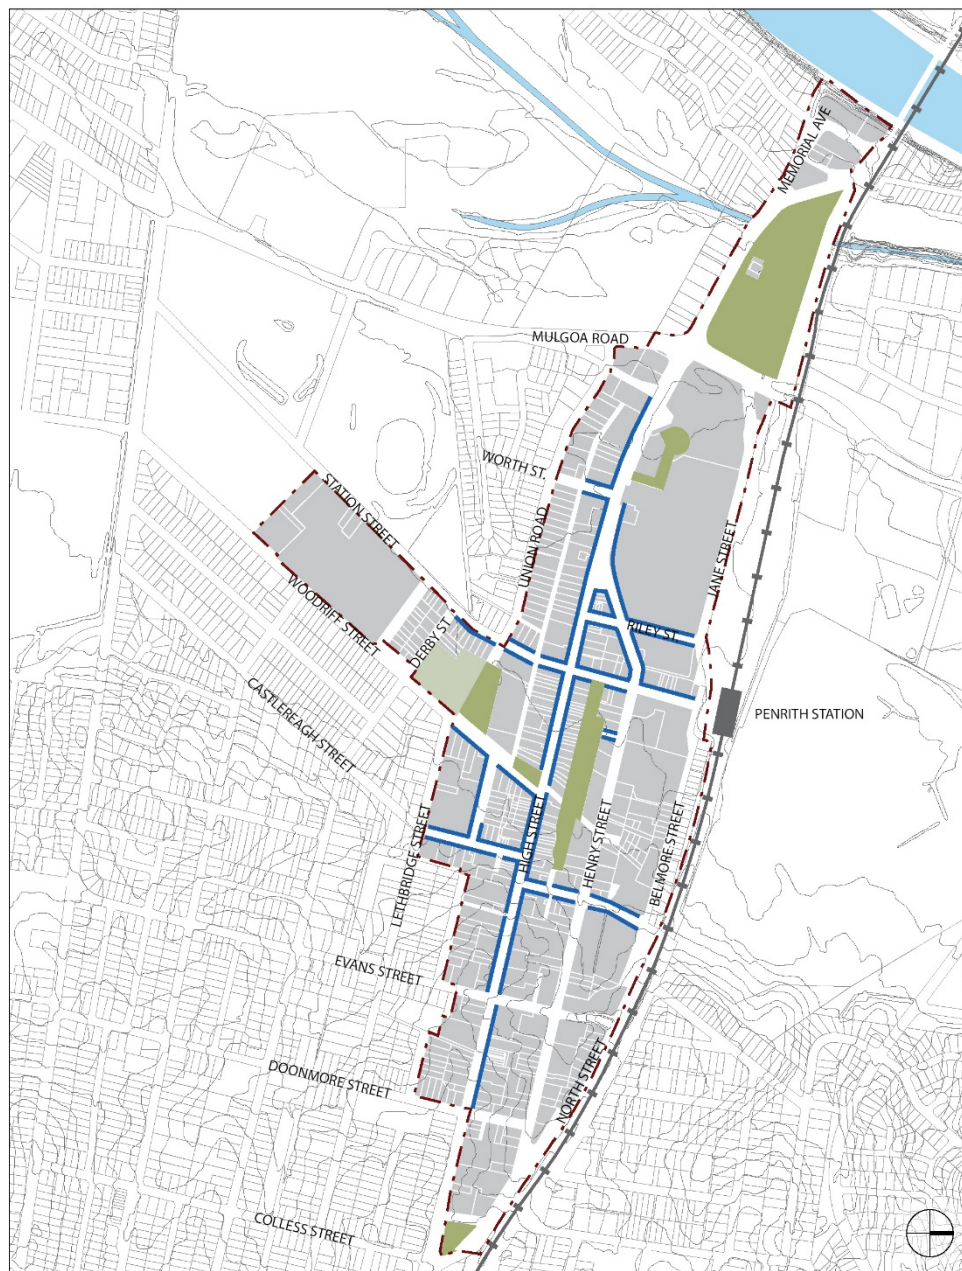 MEMORIAL AVE
MULGOA ROAD
WORTH ST.
STATION STREET
UNION ROAD
JANE STREET
WOODRIFF STREET
DERBY ST.
RILEY ST.
CASTLEREAGH STREET
PENRITH STATION
LETHBRIDGE STREET
HIGH STREET
HENRY STREET
BELMORE STREET
EVANS STREET
DOONMORE STREET
NORTH STREET
COLLESS STREET